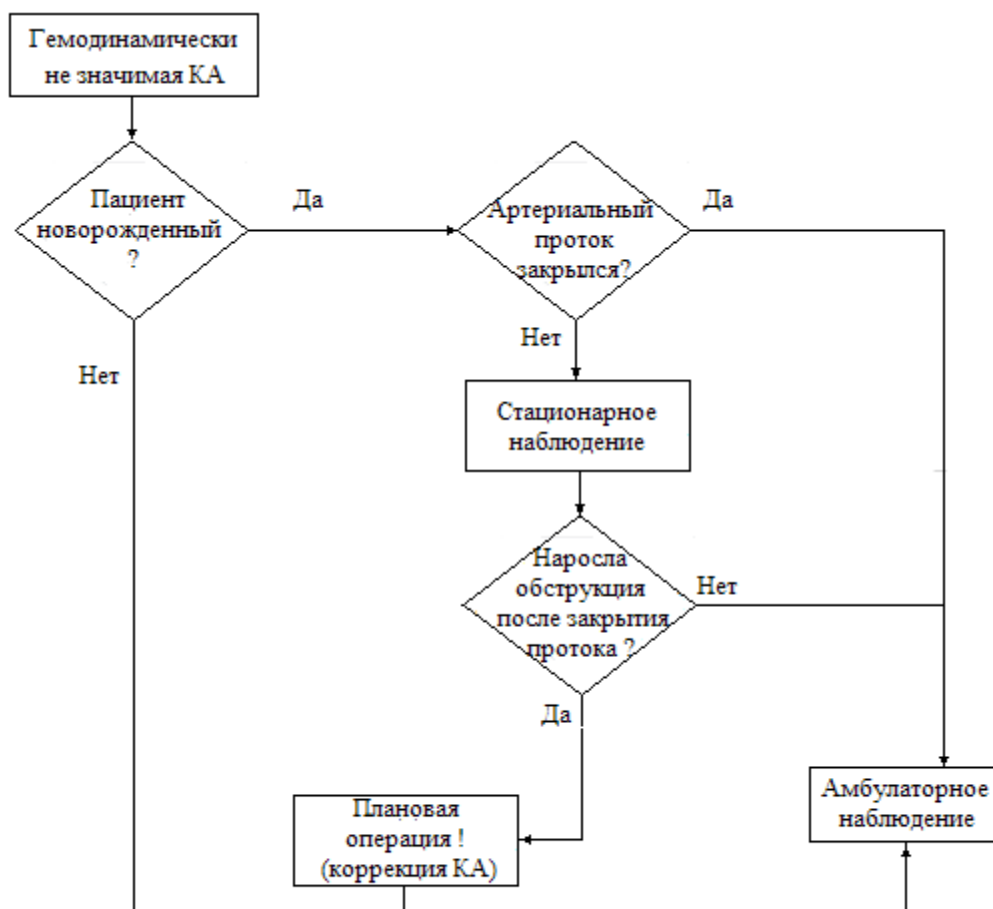 Гемодинамически
не значимая КА
Пациент
новорожденный
?
Да
Артериальный
проток
закрылся?
Да
Нет
Нет
Стационарное
наблюдение
Наросла
обструкция
после закрытия
протока ?
Нет
Да
Плановая
операция !
(коррекция КА)
Амбулаторное
наблюдение